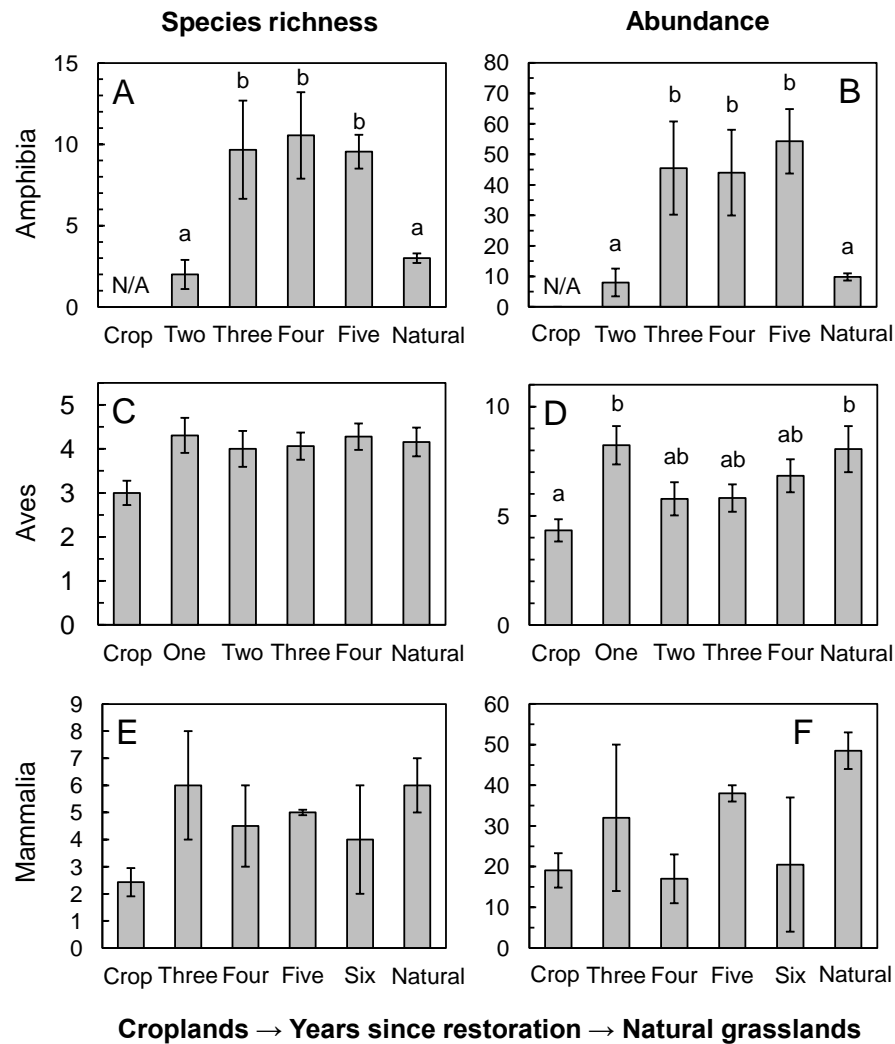 Species richness Abundance
Amphibia
15
10
5
0
A
N/A
a
b
b
b
a
Crop Two Three Four Five Natural
80
70
60
50
40
30
20
10
0
B
N/A
a
b
b
b
a
Crop Two Three Four Five Natural
Aves
5
4
3
2
1
0
C
Crop One Two Three Four Natural
10
5
0
D
a
b
ab
ab
ab
b
Crop One Two Three Four Natural
Mammalia
9
8
7
6
5
4
3
2
1
0
E
Crop Three Four Five Six Natural
60
50
40
30
20
10
0
F
Crop Three Four Five Six Natural
Croplands → Years since restoration → Natural grasslands